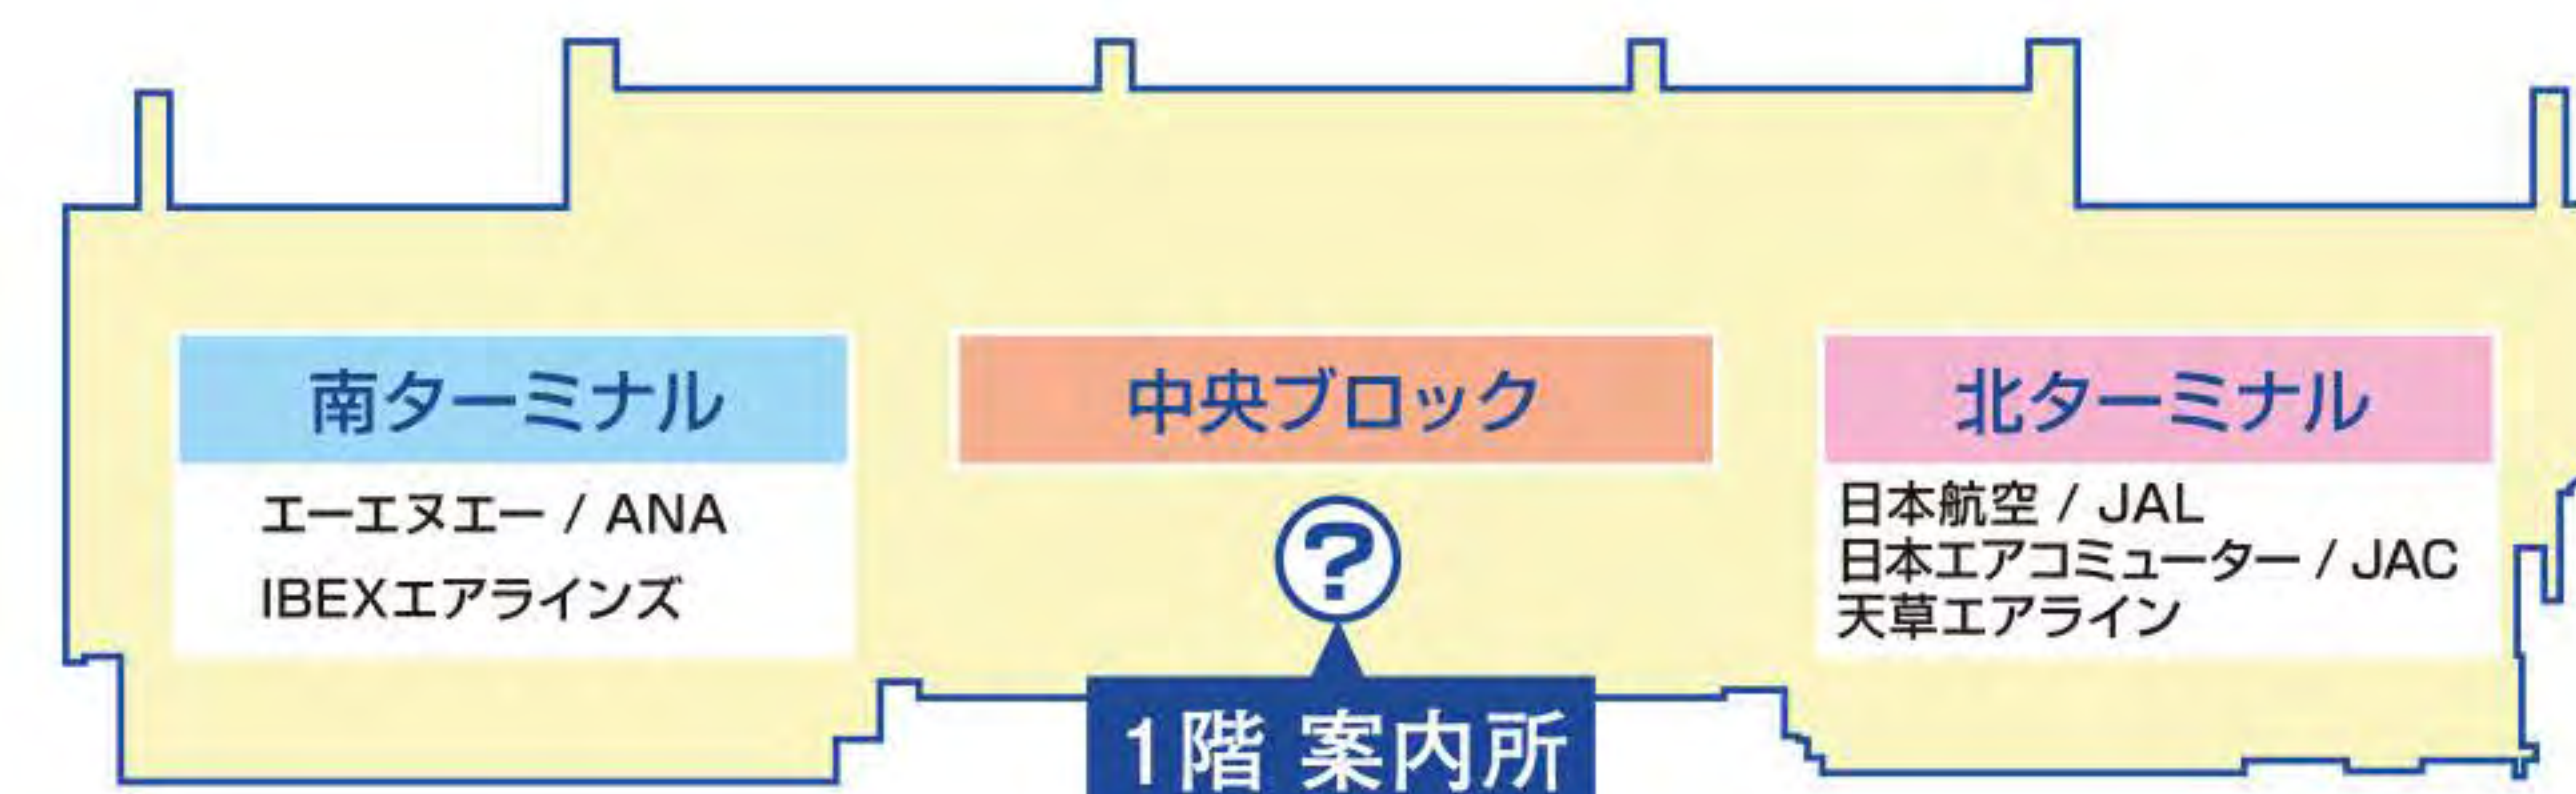 南ターミナル
エーエヌエー / ANA
IBEXエアラインズ
中央ブロック
?
1階 案内所
北ターミナル
日本航空 / JAL
日本エアコミューター / JAC
天草エアライン